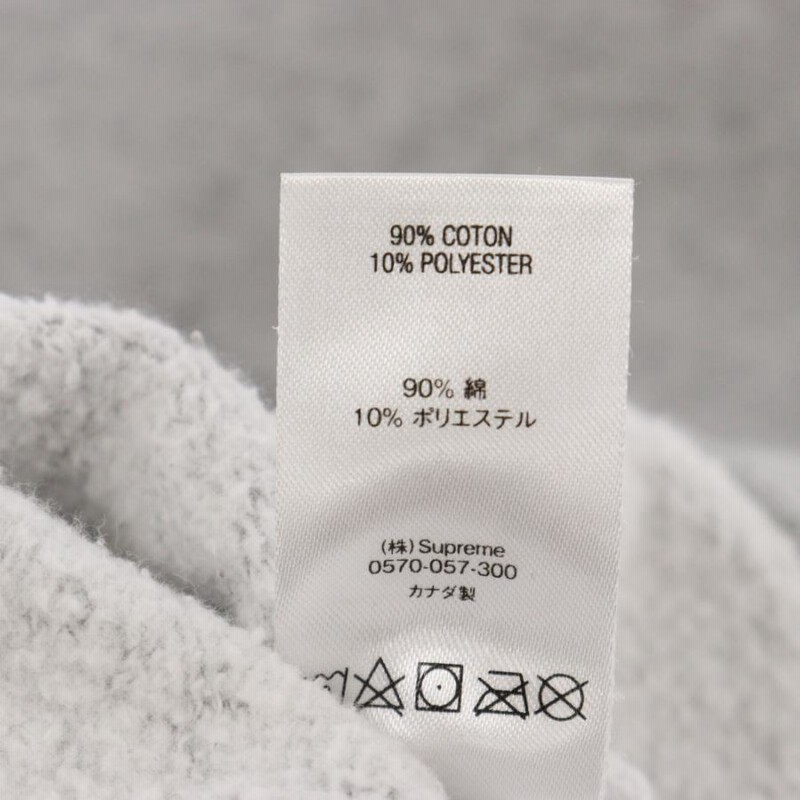 90% COTON
10% POLYESTER
90% 綿
10% ポリエステル
(株) Supreme
0570-057-300
カナダ製